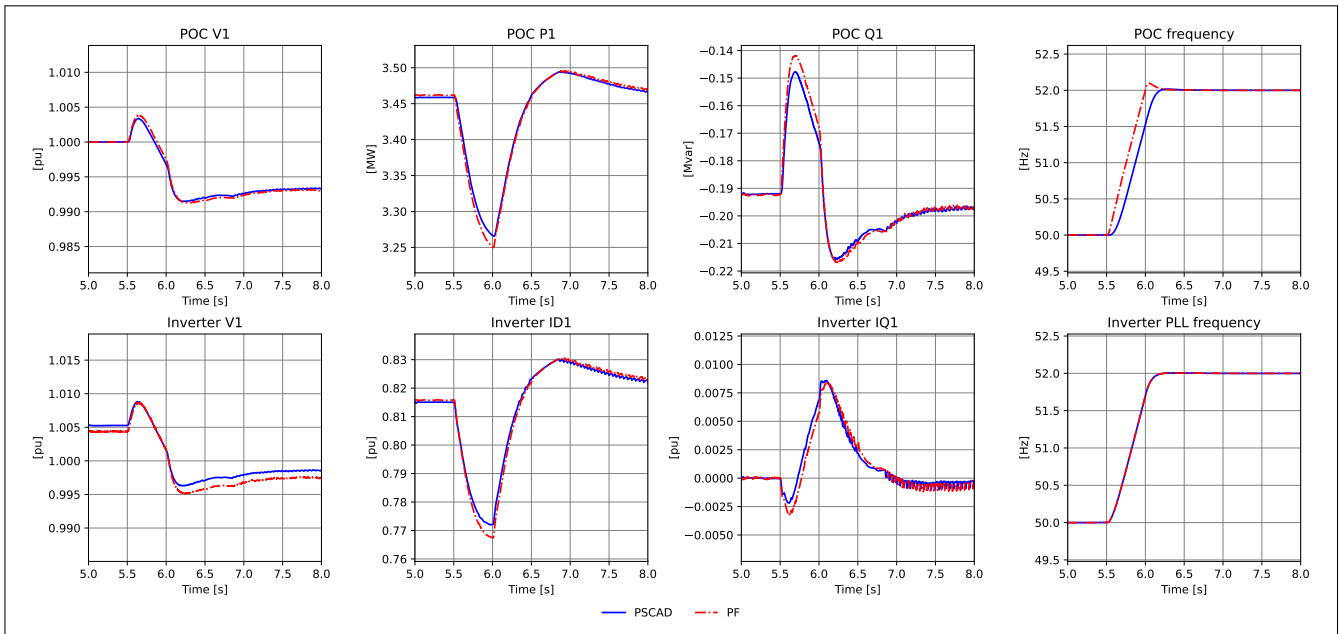 POC V1
1.010
1.005
1.000
0.995
0.990
0.985
[pu]
5.0 5.5 6.0 6.5 7.0 7.5 8.0
Time [s]
POC P1
3.50
3.45
3.40
3.35
3.30
3.25
[MW]
5.0 5.5 6.0 6.5 7.0 7.5 8.0
Time [s]
POC Q1
−0.14
−0.15
−0.16
−0.17
−0.18
−0.19
−0.20
−0.21
−0.22
[Mvar]
5.0 5.5 6.0 6.5 7.0 7.5 8.0
Time [s]
POC frequency
52.5
52.0
51.5
51.0
50.5
50.0
49.5
[Hz]
5.0 5.5 6.0 6.5 7.0 7.5 8.0
Time [s]
Inverter V1
1.015
1.010
1.005
1.000
0.995
0.990
[pu]
5.0 5.5 6.0 6.5 7.0 7.5 8.0
Time [s]
Inverter ID1
0.83
0.82
0.81
0.80
0.79
0.78
0.77
0.76
[pu]
5.0 5.5 6.0 6.5 7.0 7.5 8.0
Time [s]
Inverter IQ1
0.0125
0.0100
0.0075
0.0050
0.0025
0.0000
−0.0025
−0.0050
[pu]
5.0 5.5 6.0 6.5 7.0 7.5 8.0
Time [s]
Inverter PLL frequency
52.5
52.0
51.5
51.0
50.5
50.0
49.5
[Hz]
5.0 5.5 6.0 6.5 7.0 7.5 8.0
Time [s]
PSCAD PF